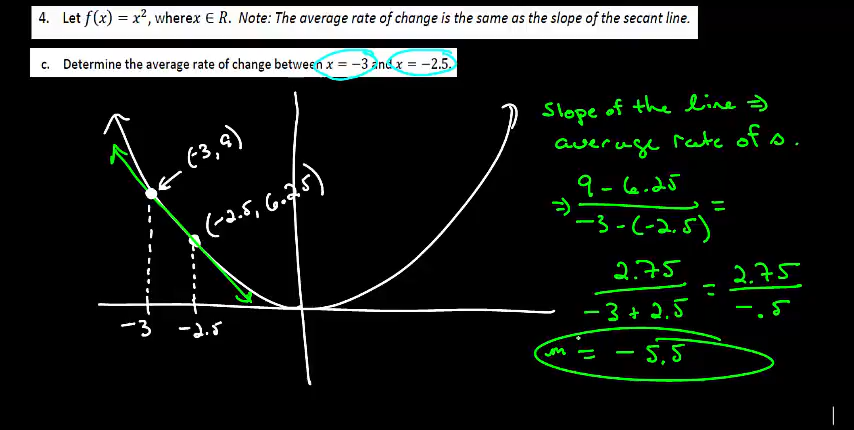 4. Let f(x) = x², wherex ∈ R. Note: The average rate of change is the same as the slope of the secant line.
c. Determine the average rate of change between x = −3 and x = −2.5.
(-3, 9)
(-2.5, 6.25)
-3 -2.5
Slope of the line ⇒
average rate of Δ.
⇒ 9 - 6.25 / -3 - (-2.5) =
2.75 / -3 + 2.5 = 2.75 / -.5
m = - 5.5